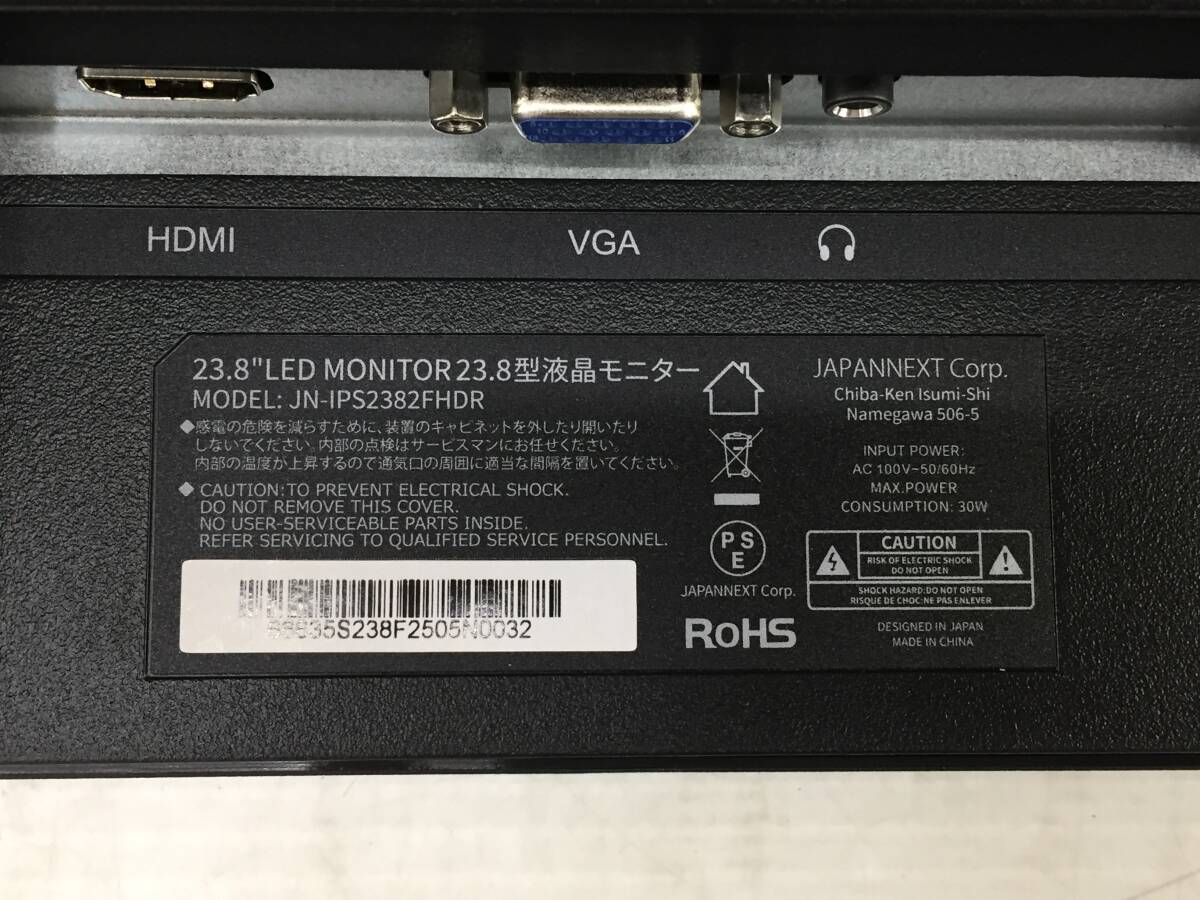 HDMI
VGA
23.8"LED MONITOR 23.8型液晶モニター
MODEL: JN-IPS2382FHDR
◆感電の危険を減らすために、装置のキャビネットを外したり開いたり
しないでください。内部の点検はサービスマンにお任せください。
内部の温度が上昇するので通気口の周囲に適当な間隔を置いてください。
◆ CAUTION:TO PREVENT ELECTRICAL SHOCK.
DO NOT REMOVE THIS COVER.
NO USER-SERVICEABLE PARTS INSIDE.
REFER SERVICING TO QUALIFIED SERVICE PERSONNEL.
PS
E
JAPANNEXT Corp.
RoHS
JAPANNEXT Corp.
Chiba-Ken Isumi-Shi
Namegawa 506-5
INPUT POWER:
AC 100V~50/60Hz
MAX.POWER
CONSUMPTION: 30W
CAUTION
RISK OF ELECTRIC SHOCK
DO NOT OPEN
SHOCK HAZARD:DO NOT OPEN
RISQUE DE CHOC:NE PAS ENLEVER
DESIGNED IN JAPAN
MADE IN CHINA